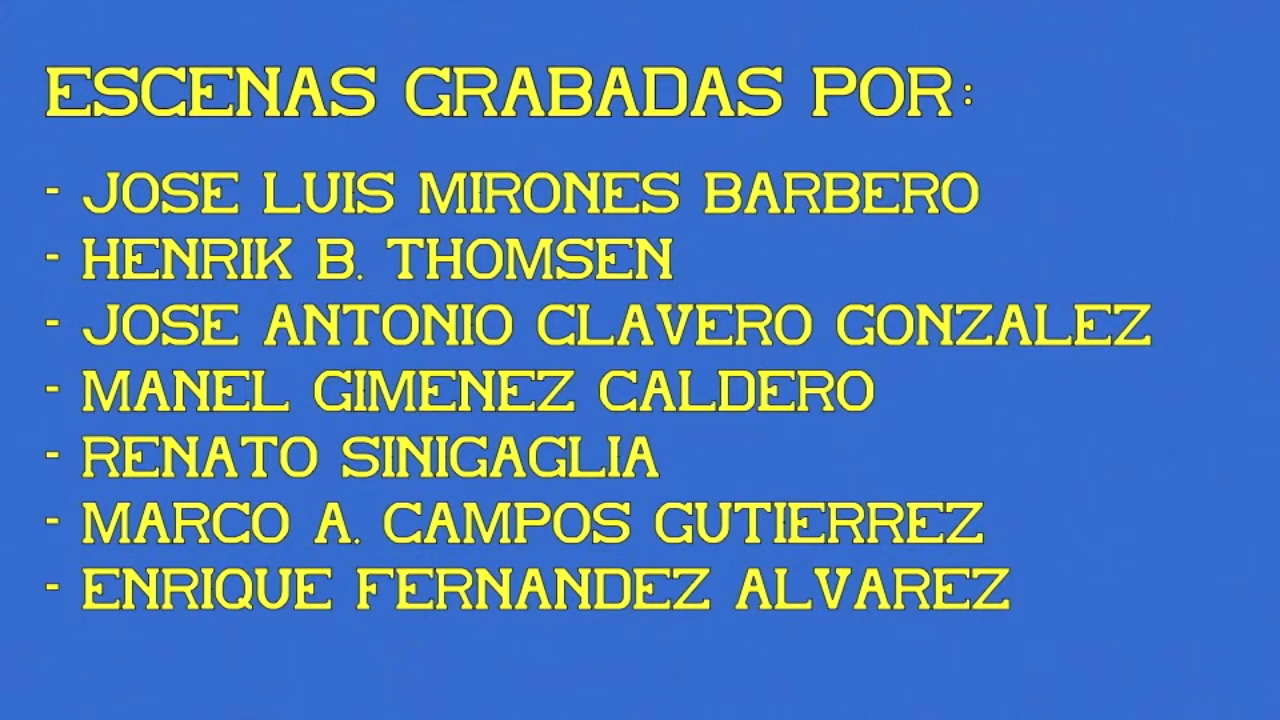 ESCENAS GRABADAS POR:
- JOSE LUIS MIRONES BARBERO
- HENRIK B. THOMSEN
- JOSE ANTONIO CLAVERO GONZALEZ
- MANEL GIMENEZ CALDERO
- RENATO SINIGAGLIA
- MARCO A. CAMPOS GUTIERREZ
- ENRIQUE FERNANDEZ ALVAREZ